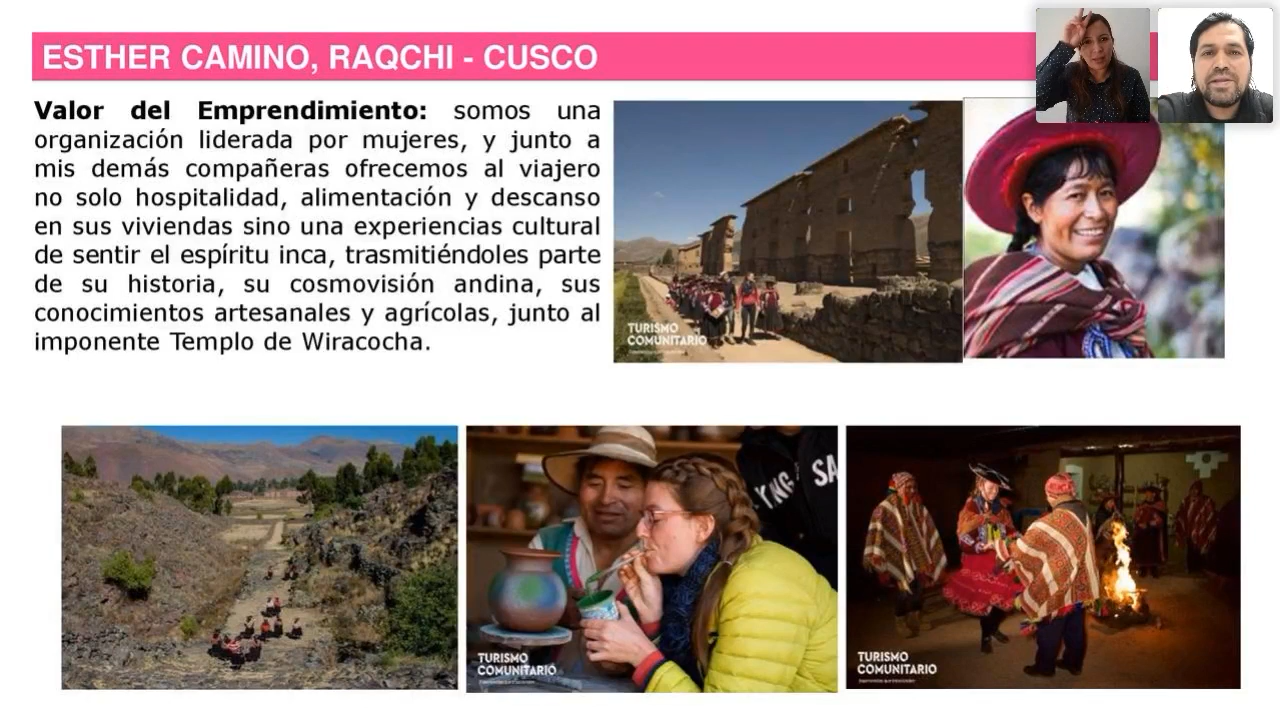 ESTHER CAMINO, RAQCHI - CUSCO
Valor del Emprendimiento: somos una
organización liderada por mujeres, y junto a
mis demás compañeras ofrecemos al viajero
no solo hospitalidad, alimentación y descanso
en sus viviendas sino una experiencias cultural
de sentir el espíritu inca, trasmitiéndoles parte
de su historia, su cosmovisión andina, sus
conocimientos artesanales y agrícolas, junto al
imponente Templo de Wiracocha.
TURISMO
COMUNITARIO
TURISMO
COMUNITARIO
TURISMO
COMUNITARIO